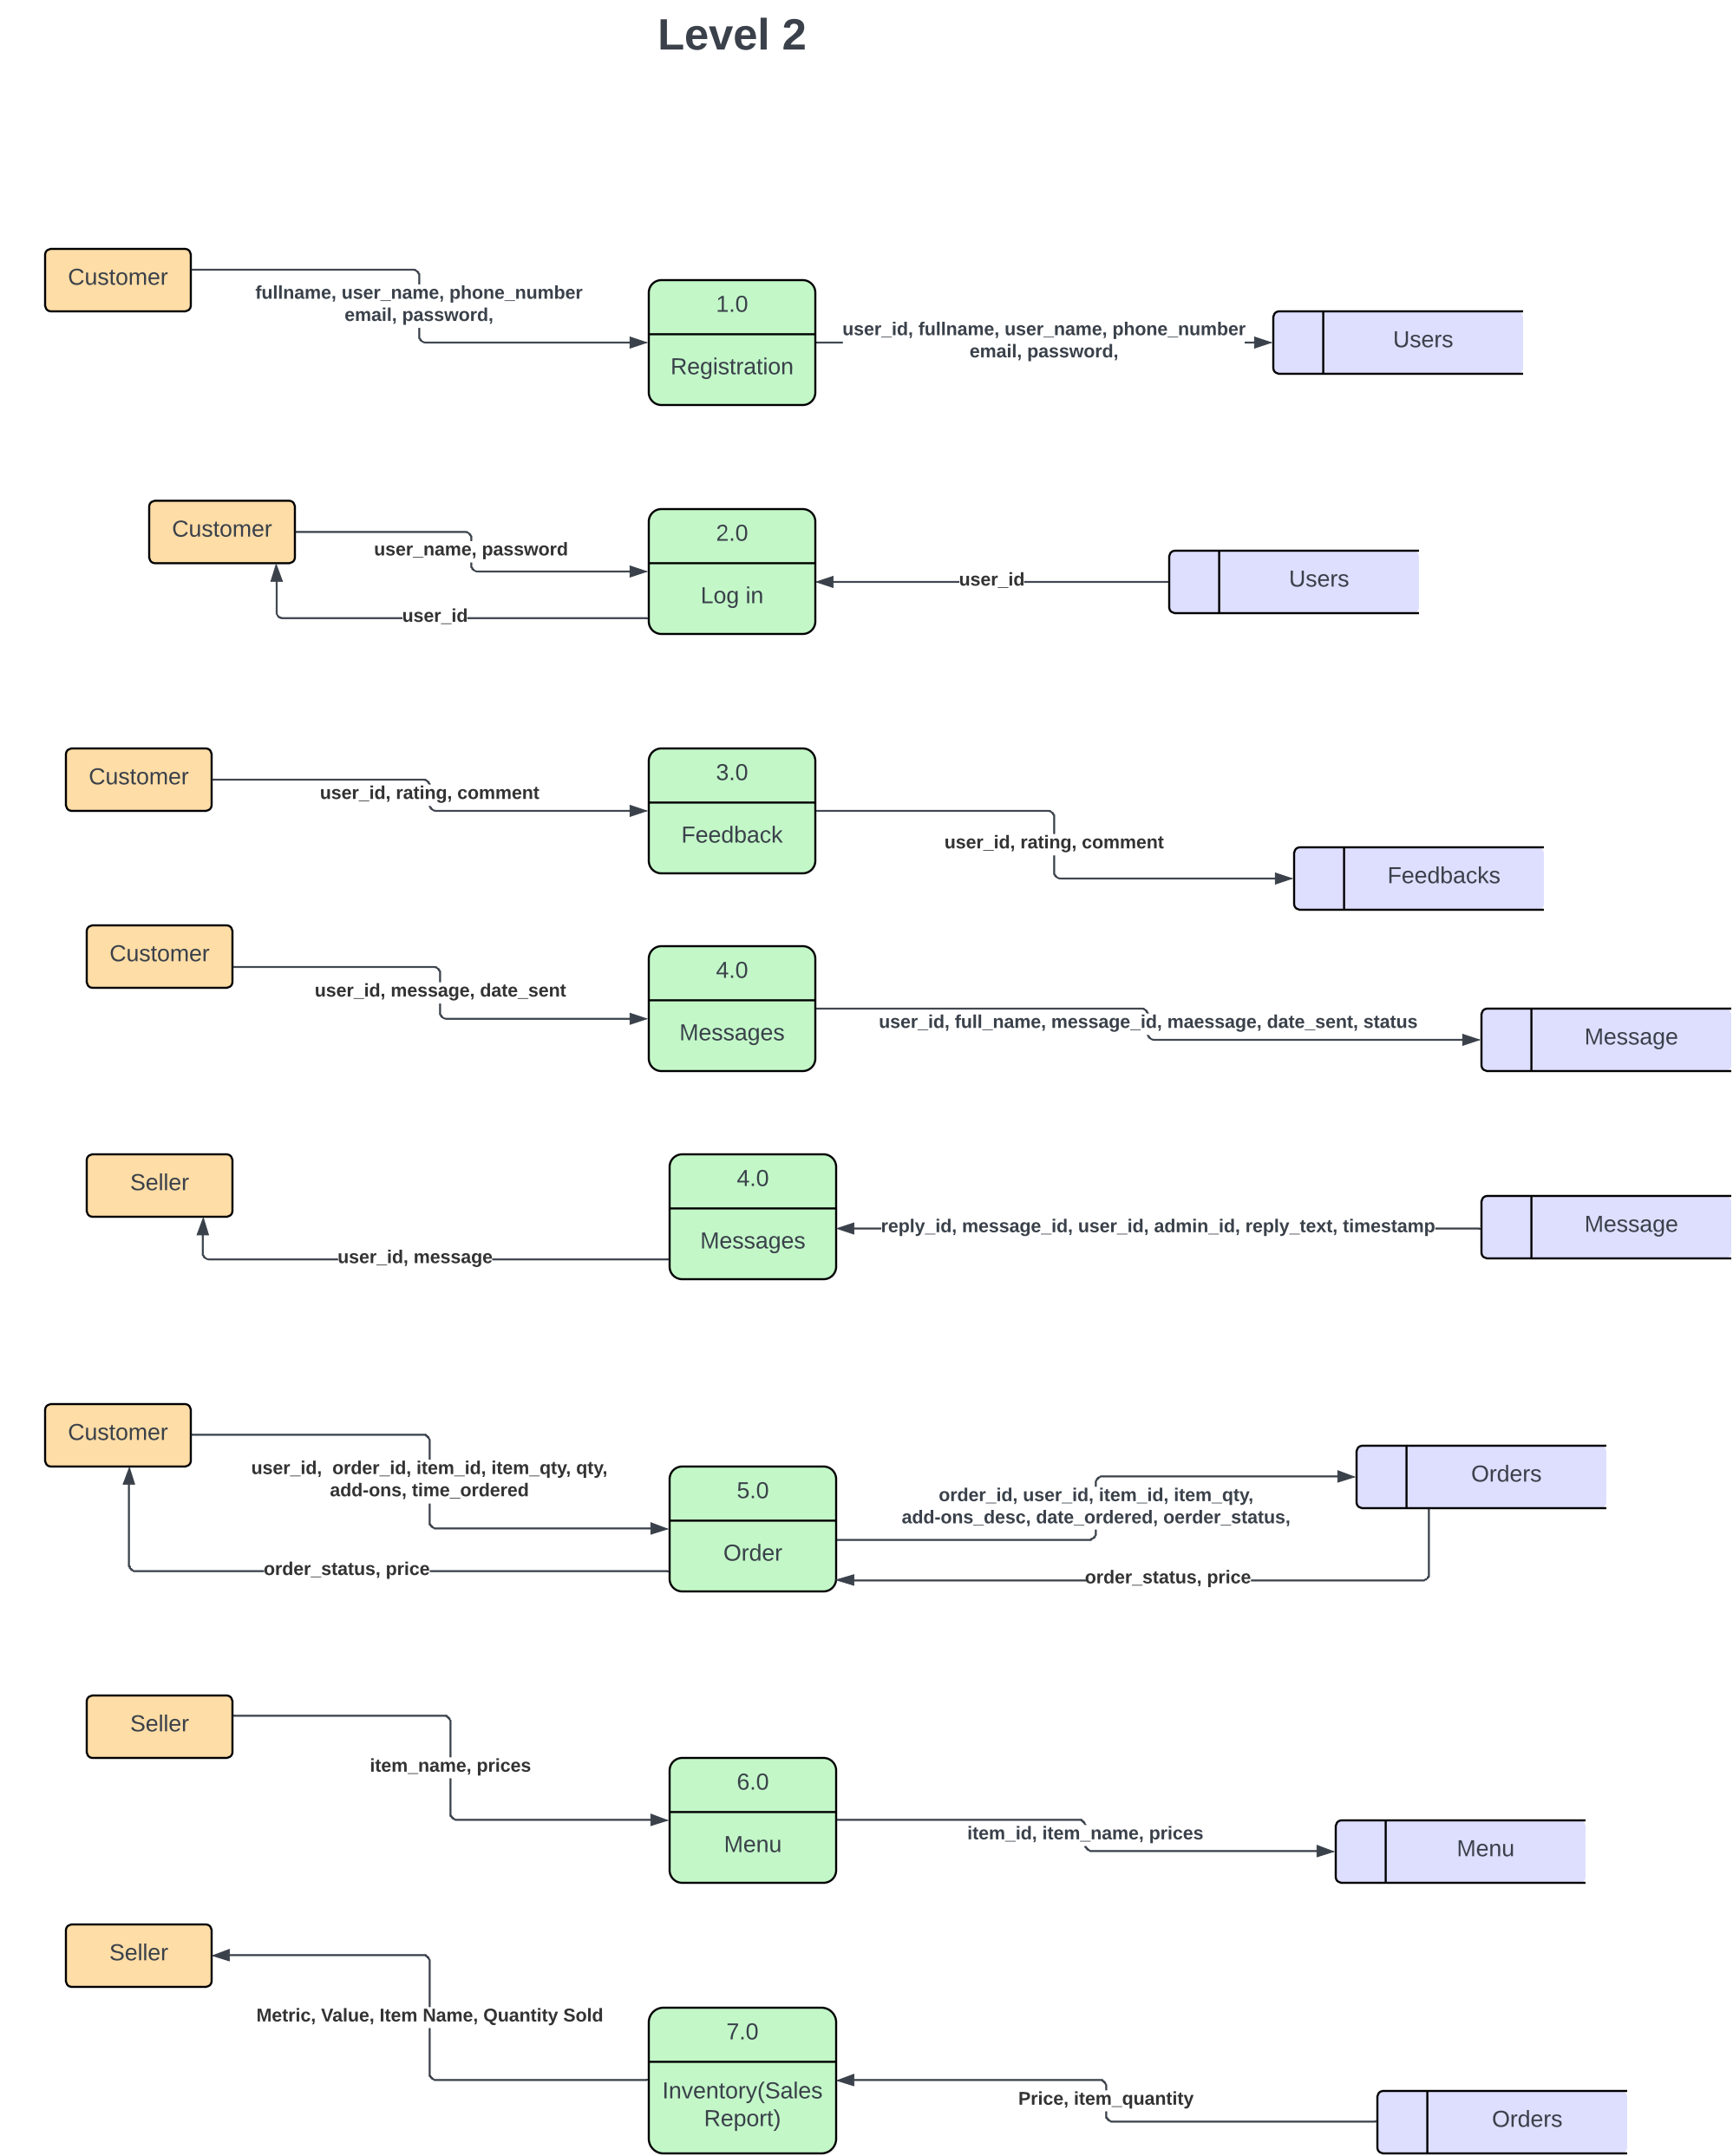 Level 2
Customer
fullname, user_name, phone_number
email, password,
1.0
Registration
user_id, fullname, user_name, phone_number
email, password,
Users
Customer
user_name, password
user_id
2.0
Log in
user_id
Users
Customer
user_id, rating, comment
3.0
Feedback
user_id, rating, comment
Feedbacks
Customer
user_id, message, date_sent
4.0
Messages
user_id, full_name, message_id, maessage, date_sent, status
Message
Seller
user_id, message
4.0
Messages
reply_id, message_id, user_id, admin_id, reply_text, timestamp
Message
Customer
user_id,  order_id, item_id, item_qty, qty,
add-ons, time_ordered
order_status, price
5.0
Order
order_id, user_id, item_id, item_qty,
add-ons_desc, date_ordered, oerder_status,
order_status, price
Orders
Seller
item_name, prices
6.0
Menu
item_id, item_name, prices
Menu
Seller
Metric, Value, Item Name, Quantity Sold
7.0
Inventory(Sales
Report)
Price, item_quantity
Orders